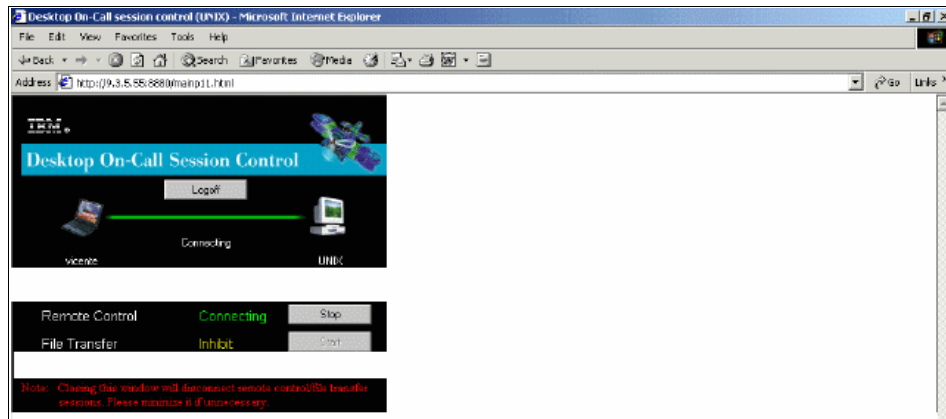 Desktop On-Call session control (UNIX) - Microsoft Internet Explorer
File Edit View Favorites Tools Help
Back Search Favorites Media
Address http://9.3.5.55:8880/mainp11.html Go Links
IBM.
Desktop On-Call Session Control
Logoff
Connecting
vicente UNIX
Remote Control Connecting Stop
File Transfer Inhibit Start
Note: Closing this window will disconnect remote control/file transfer
sessions. Please minimize it if unnecessary.